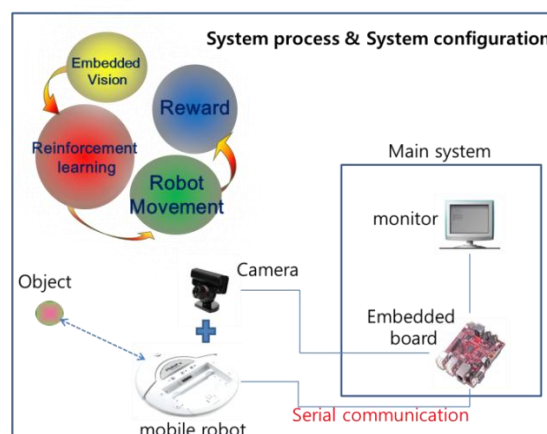 System process & System configuration
Embedded
Vision
Reward
Reinforcement
learning
Robot
Movement
Main system
monitor
Object
Camera
Embedded
board
Serial communication
mobile robot